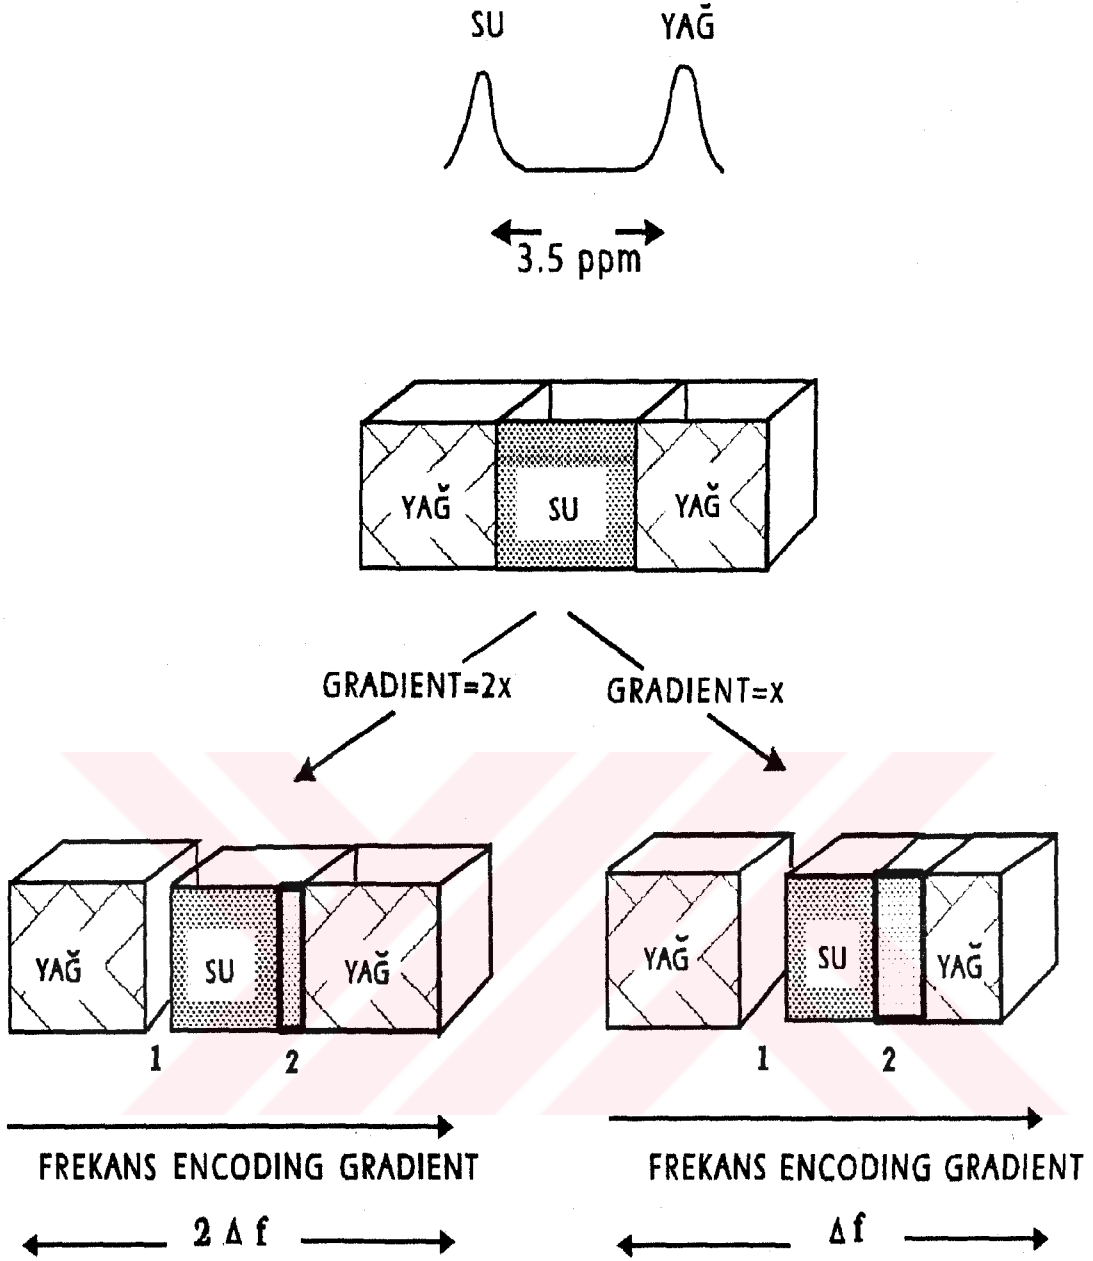 SU YAĞ
3.5 ppm
YAĞ SU YAĞ
GRADIENT=2x GRADIENT=x
YAĞ SU YAĞ YAĞ SU YAĞ
1 2 1 2
FREKANS ENCODING GRADIENT FREKANS ENCODING GRADIENT
2 Δ f Δ f